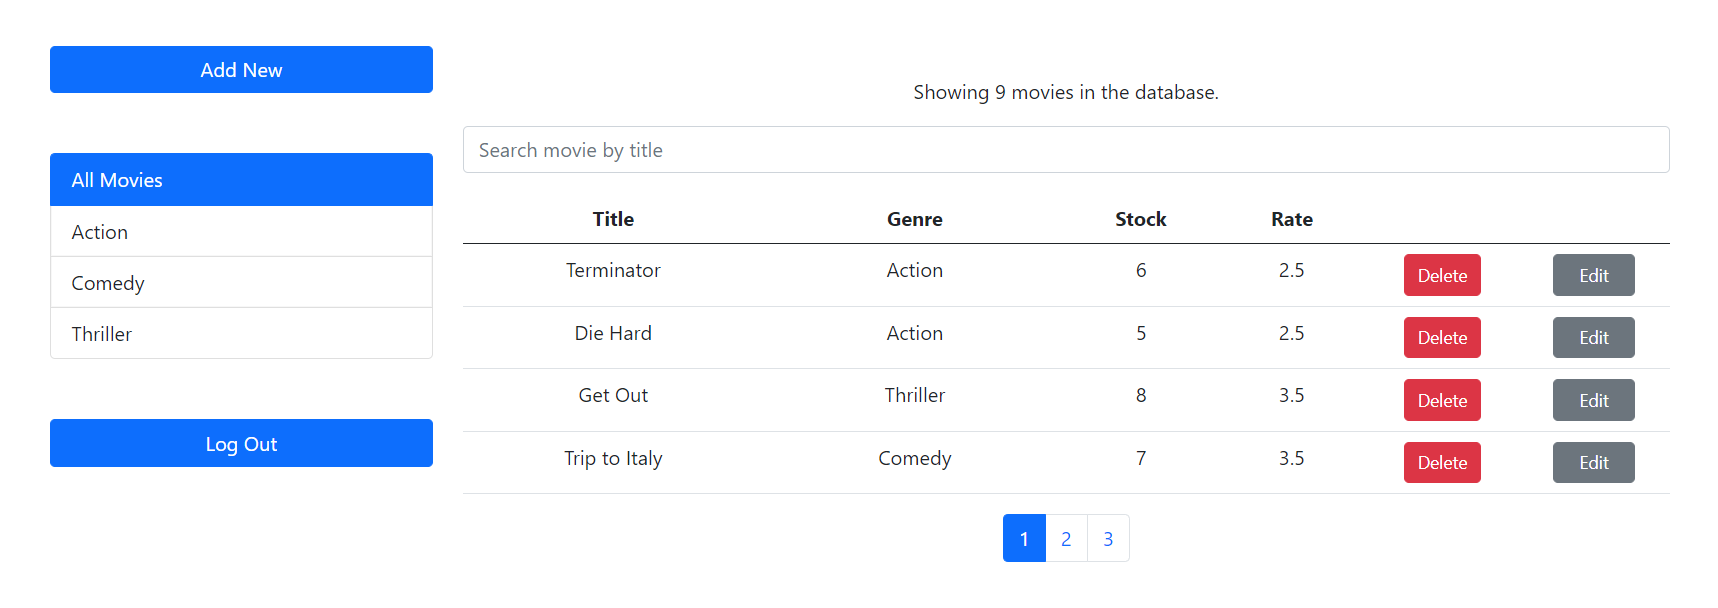 Add New
All Movies
Action
Comedy
Thriller
Log Out
Showing 9 movies in the database.
Search movie by title
Title Genre Stock Rate
Terminator Action 6 2.5 Delete Edit
Die Hard Action 5 2.5 Delete Edit
Get Out Thriller 8 3.5 Delete Edit
Trip to Italy Comedy 7 3.5 Delete Edit
1 2 3